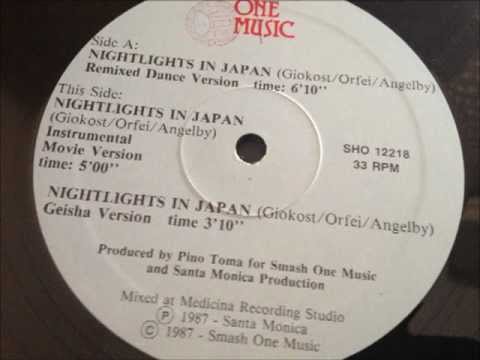 ONE
MUSIC
Side A:
NIGHTLIGHTS IN JAPAN (Giokost/Orfei/Angelby)
Remixed Dance Version time: 6'10"
This Side:
NIGHTLIGHTS IN JAPAN
(Giokost/Orfei/Angelby)
Instrumental
Movie Version
time: 5'00"
SHO 12218
33 RPM
NIGHTLIGHTS IN JAPAN (Giokost/Orfei/Angelby)
Geisha Version time 3'10"
Produced by Pino Toma for Smash One Music
and Santa Monica Production
Mixed at Medicina Recording Studio
Ⓟ 1987 - Santa Monica
© 1987 - Smash One Music